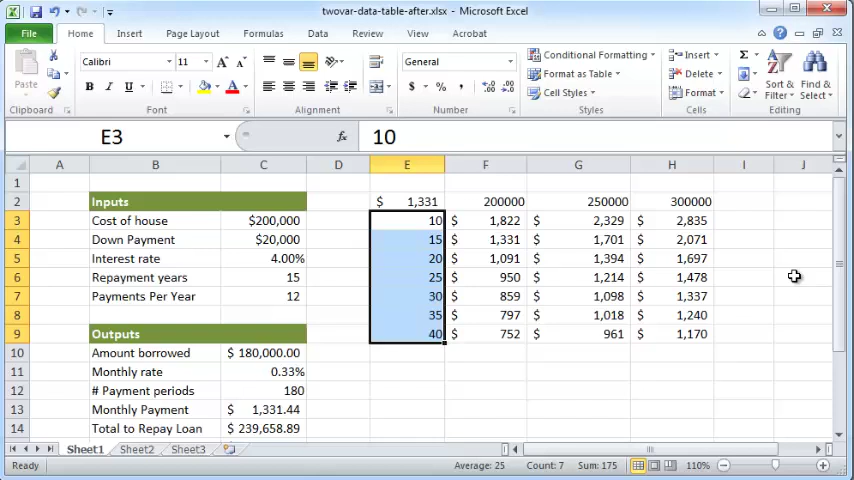 twovar-data-table-after.xlsx - Microsoft Excel
File Home Insert Page Layout Formulas Data Review View Acrobat
Paste
Calibri 11
B I U
General
$ % ,
Conditional Formatting
Format as Table
Cell Styles
Insert
Delete
Format
Σ
Sort & Filter
Find & Select
Clipboard Font Alignment Number Styles Cells Editing
E3 fx 10
A B C D E F G H I J
1
2 Inputs $ 1,331 200000 250000 300000
3 Cost of house $200,000 10 $ 1,822 $ 2,329 $ 2,835
4 Down Payment $20,000 15 $ 1,331 $ 1,701 $ 2,071
5 Interest rate 4.00% 20 $ 1,091 $ 1,394 $ 1,697
6 Repayment years 15 25 $ 950 $ 1,214 $ 1,478
7 Payments Per Year 12 30 $ 859 $ 1,098 $ 1,337
8 35 $ 797 $ 1,018 $ 1,240
9 Outputs 40 $ 752 $ 961 $ 1,170
10 Amount borrowed $ 180,000.00
11 Monthly rate 0.33%
12 # Payment periods 180
13 Monthly Payment $ 1,331.44
14 Total to Repay Loan $ 239,658.89
Sheet1 Sheet2 Sheet3
Ready Average: 25 Count: 7 Sum: 175 110%